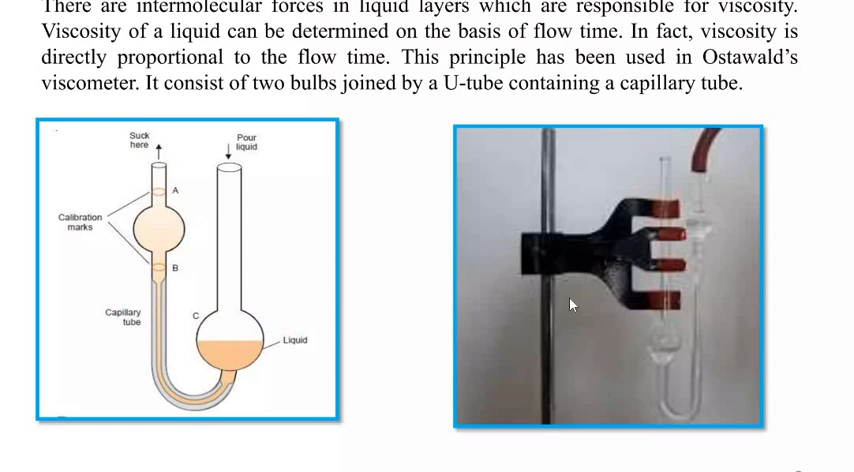 There are intermolecular forces in liquid layers which are responsible for viscosity.
Viscosity of a liquid can be determined on the basis of flow time. In fact, viscosity is
directly proportional to the flow time. This principle has been used in Ostawald’s
viscometer. It consist of two bulbs joined by a U-tube containing a capillary tube.
Suck
here
Pour
liquid
A
Calibration
marks
B
Capillary
tube
C
Liquid